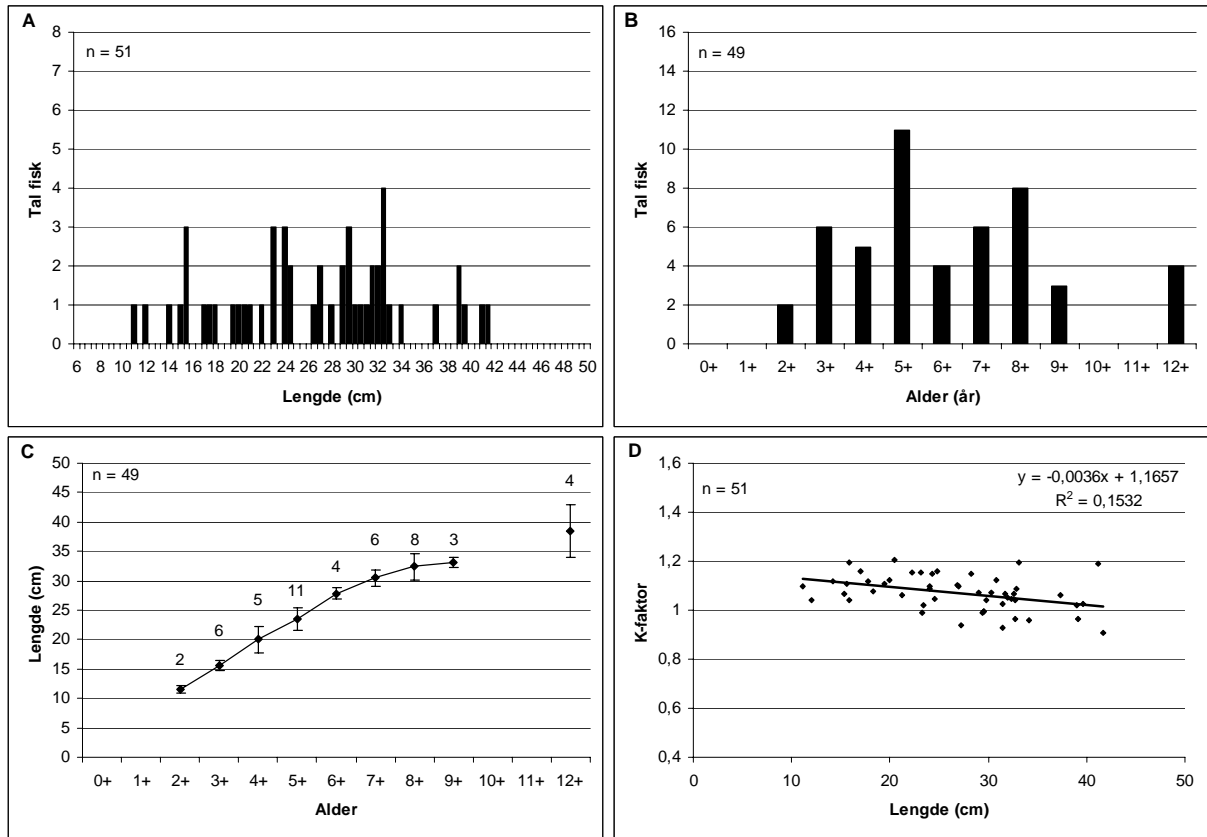 A
n = 51
Tal fisk
8
7
6
5
4
3
2
1
0
6 8 10 12 14 16 18 20 22 24 26 28 30 32 34 36 38 40 42 44 46 48 50
Lengde (cm)
B
n = 49
Tal fisk
16
14
12
10
8
6
4
2
0
0+ 1+ 2+ 3+ 4+ 5+ 6+ 7+ 8+ 9+ 10+ 11+ 12+
Alder (år)
C
n = 49
Lengde (cm)
50
45
40
35
30
25
20
15
10
5
0
2 6 5 11 4 6 8 3 4
0+ 1+ 2+ 3+ 4+ 5+ 6+ 7+ 8+ 9+ 10+ 11+ 12+
Alder
D
n = 51
y = -0,0036x + 1,1657
R² = 0,1532
K-faktor
1,6
1,4
1,2
1
0,8
0,6
0,4
0 10 20 30 40 50
Lengde (cm)